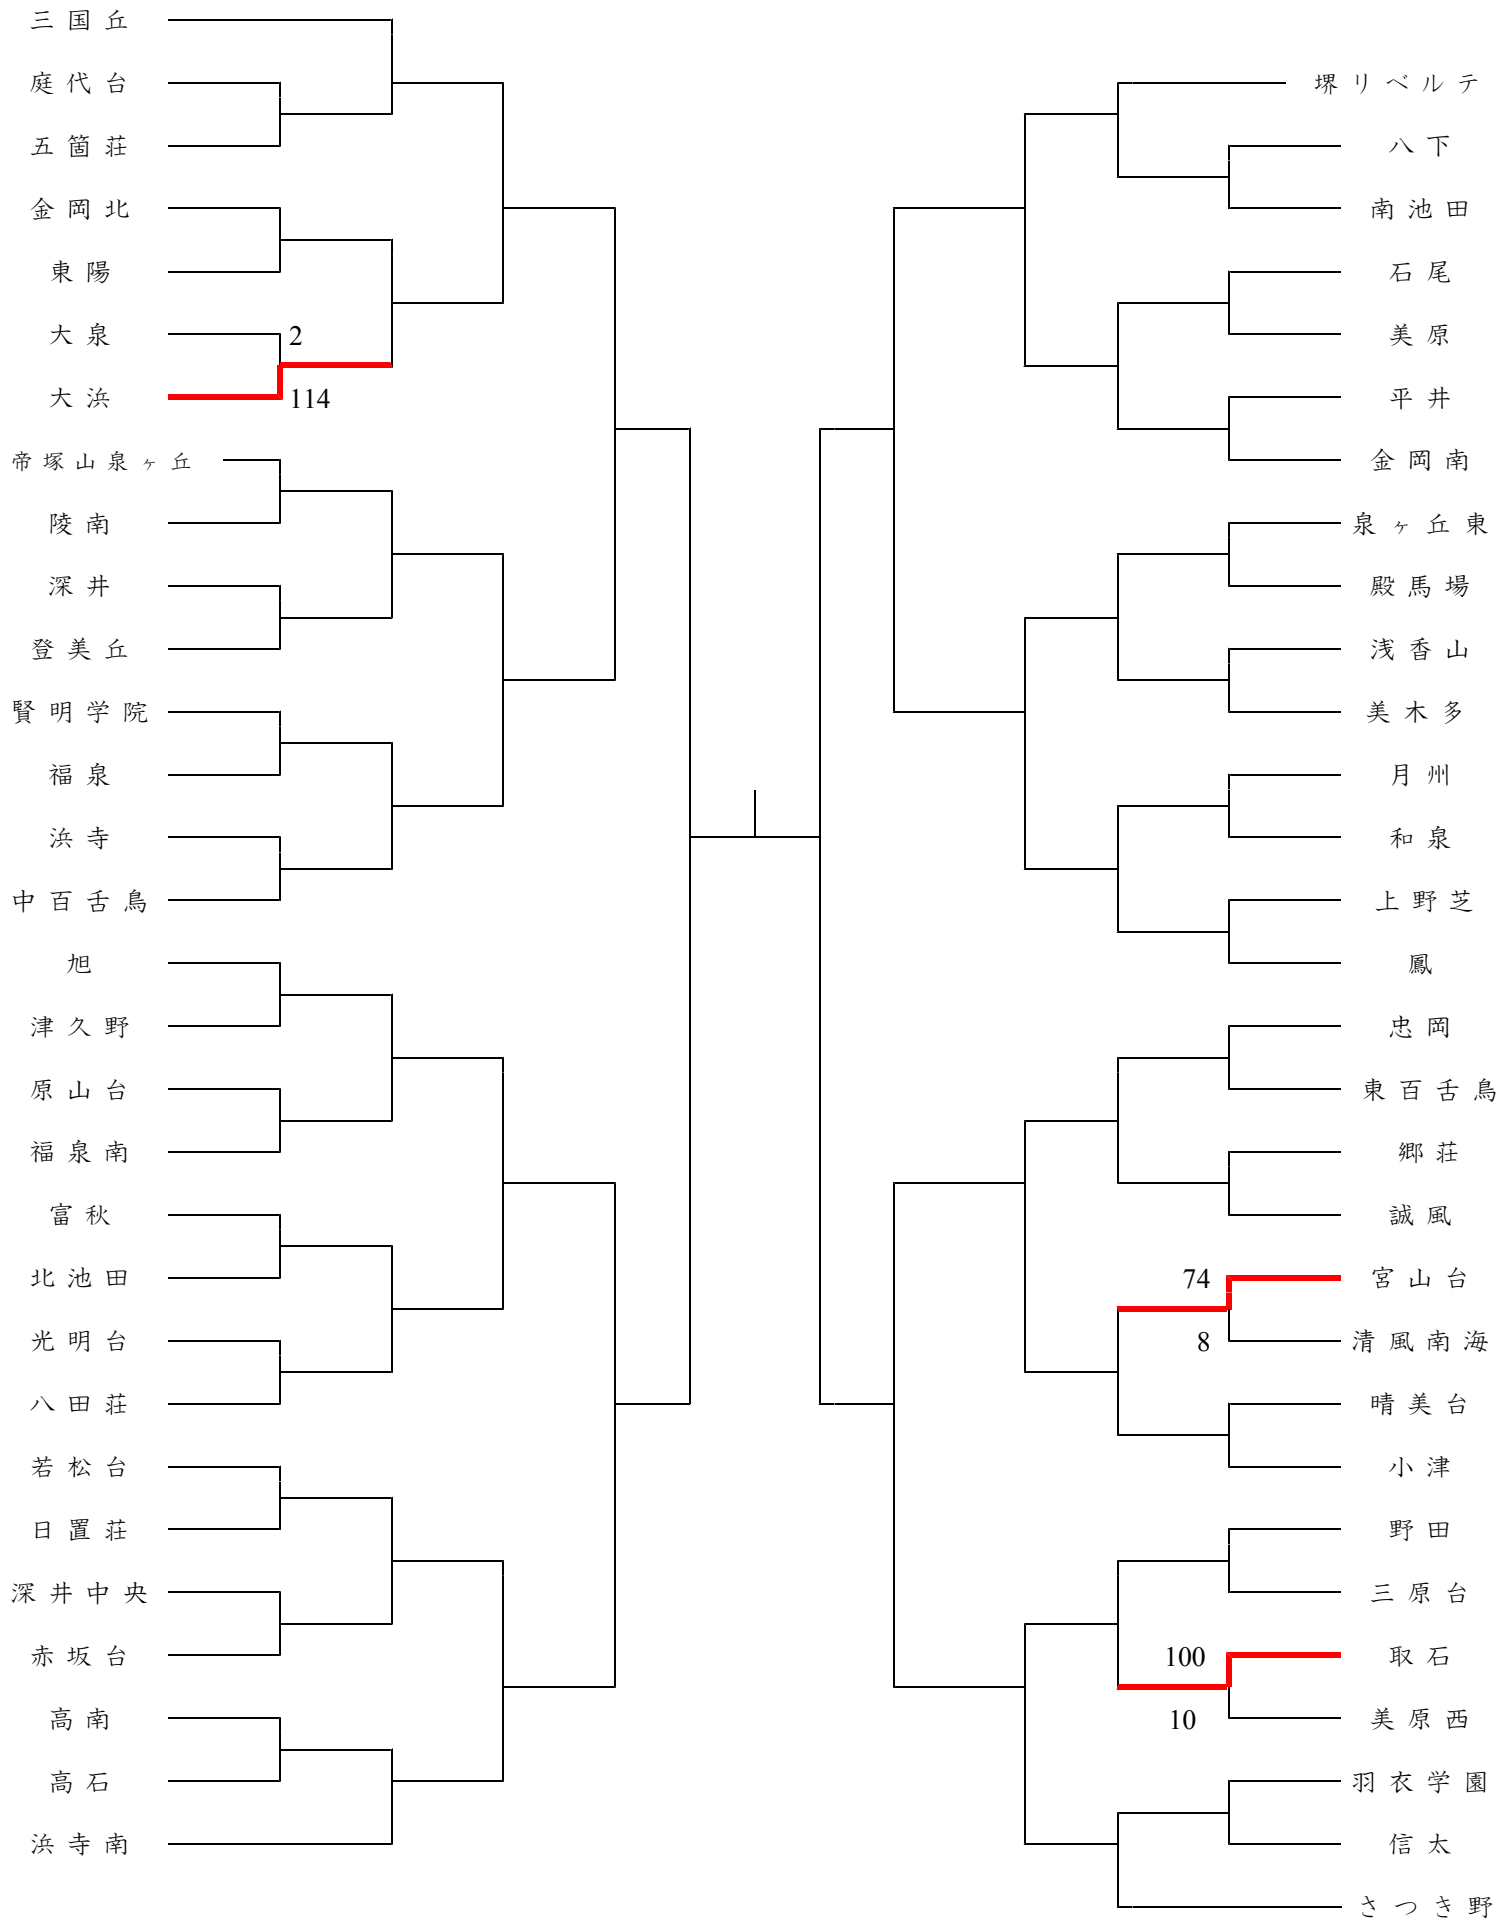 三国丘
庭代台
五箇荘
金岡北
東陽
大泉
2
大浜
114
帝塚山泉ヶ丘
陵南
深井
登美丘
賢明学院
福泉
浜寺
中百舌鳥
旭
津久野
原山台
福泉南
富秋
北池田
光明台
八田荘
若松台
日置荘
深井中央
赤坂台
高南
高石
浜寺南
堺リベルテ
八下
南池田
石尾
美原
平井
金岡南
泉ヶ丘東
殿馬場
浅香山
美木多
月州
和泉
上野芝
鳳
忠岡
東百舌鳥
郷荘
誠風
74
宮山台
8
清風南海
晴美台
小津
野田
三原台
100
取石
10
美原西
羽衣学園
信太
さつき野